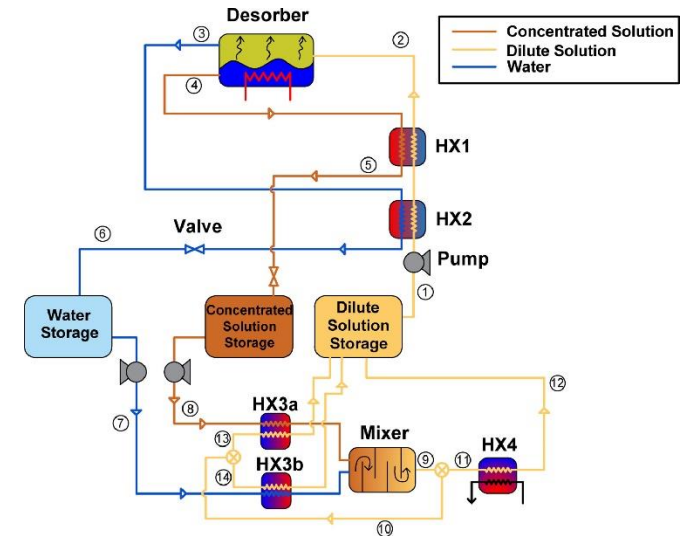 Desorber
Concentrated Solution
Dilute Solution
Water
③
②
④
HX1
⑤
HX2
Valve
⑥
Pump
①
Water
Storage
Concentrated
Solution
Storage
Dilute
Solution
Storage
⑦
⑧
HX3a
⑫
⑬
Mixer
⑨
⑪
HX4
⑭
HX3b
⑩